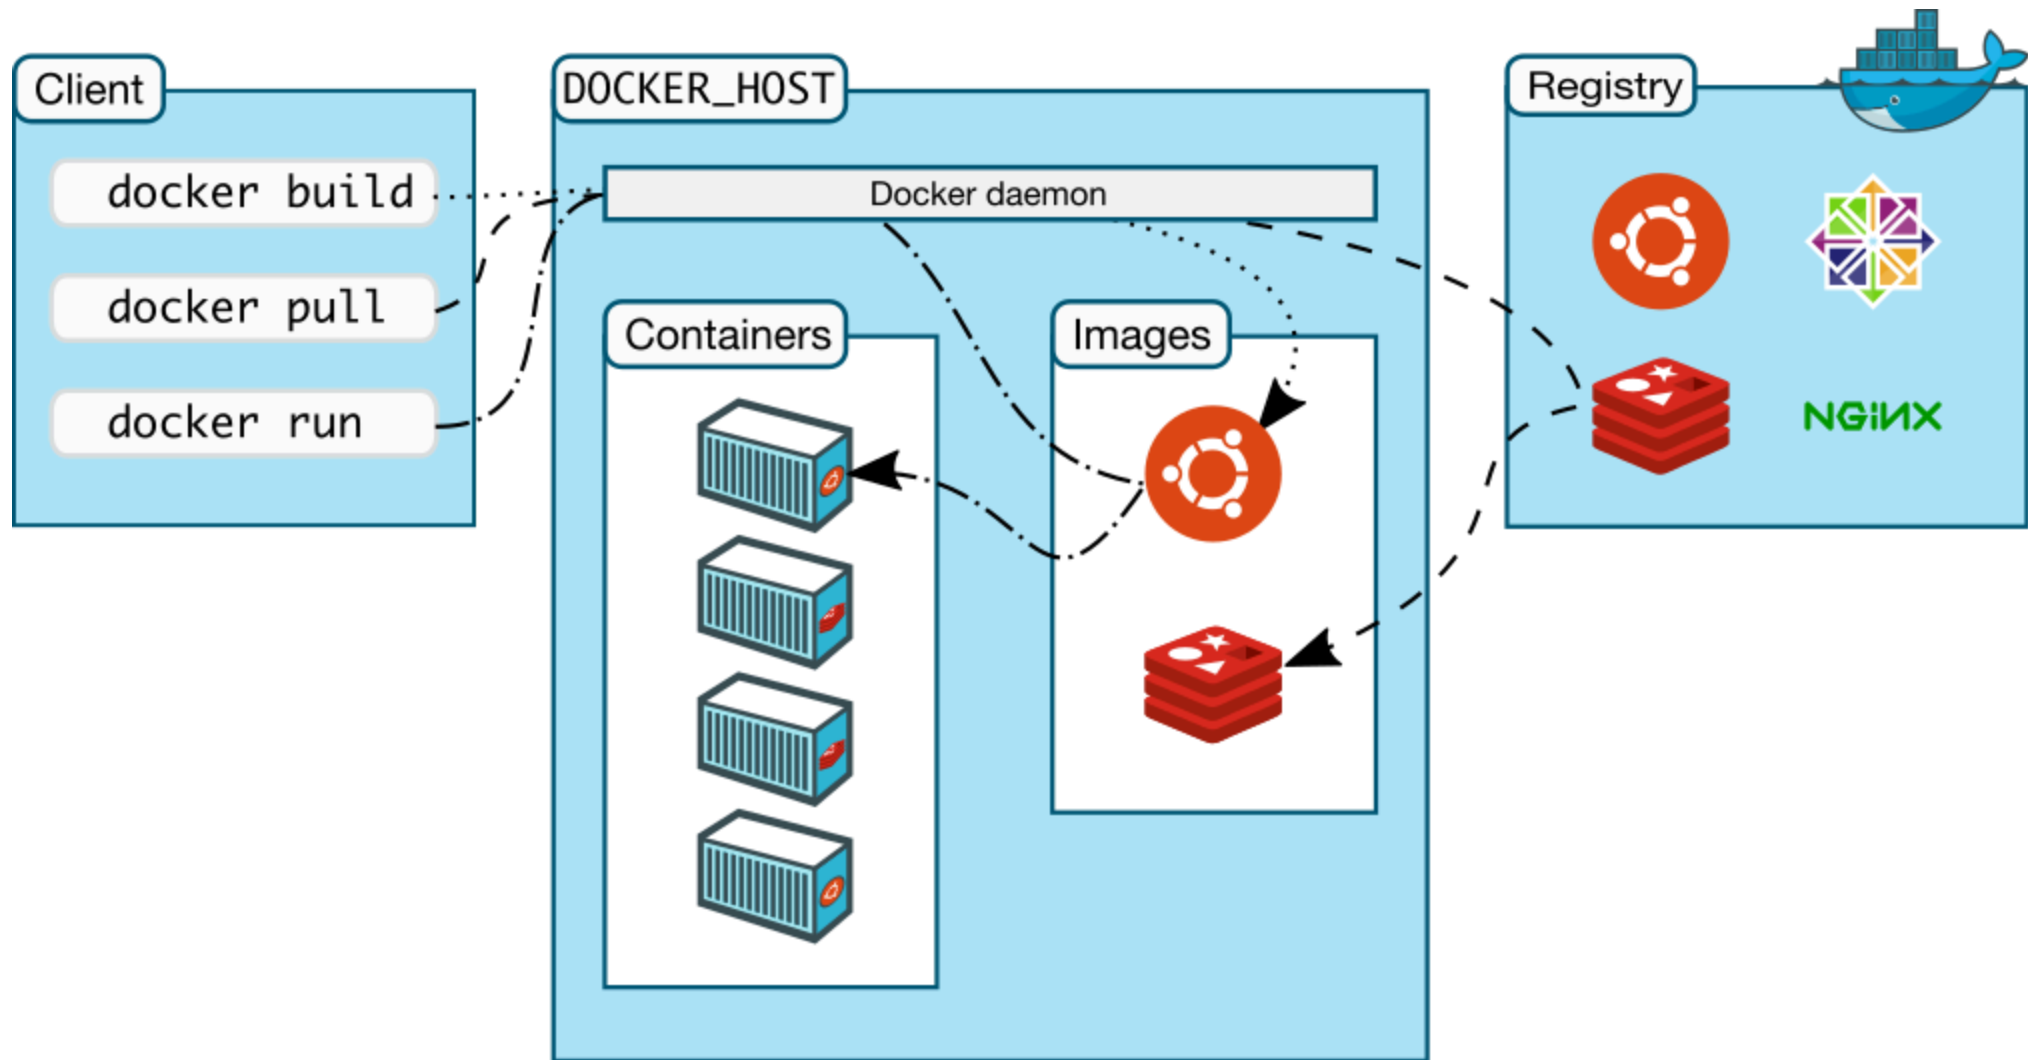 Client
docker build
docker pull
docker run
DOCKER_HOST
Docker daemon
Containers
Images
Registry
NGiNX